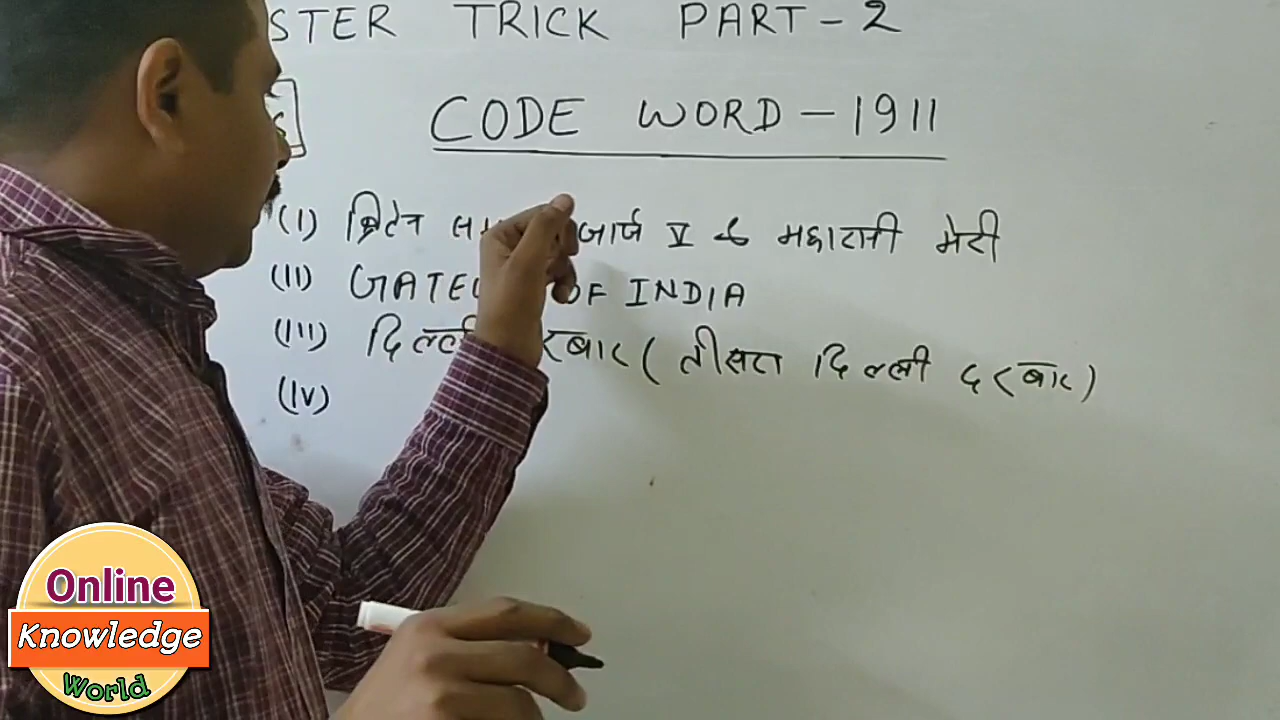 STER TRICK PART-2
CODE WORD - 1911
(I) ब्रिटेन जार्ज V के महारानी मेरी
(II) GATE OF INDIA
(III) दिल्ली दरबार (तीसरा दिल्ली दरबार)
(IV)
Online
Knowledge
World